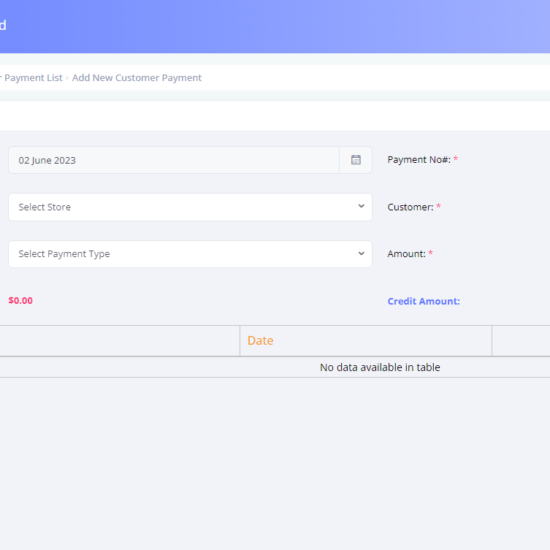 d
r Payment List · Add New Customer Payment
02 June 2023
Payment No#: *
Select Store
Customer: *
Select Payment Type
Amount: *
$0.00
Credit Amount:
Date
No data available in table